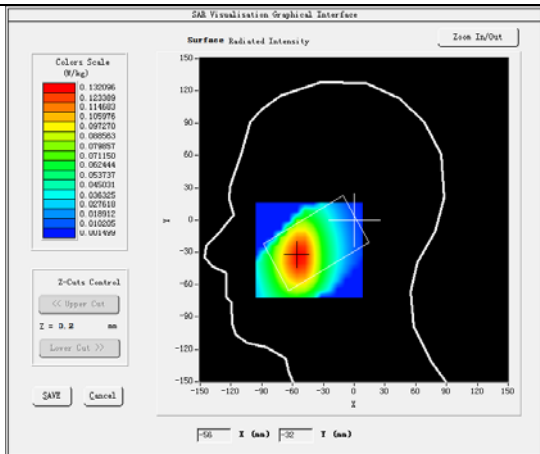 SAR Visualisation Graphical Interface
Surface Radiated Intensity
Zoom In/Out
Colors Scale
(W/kg)
0.132096
0.123389
0.114683
0.105976
0.097270
0.088563
0.079857
0.071150
0.062444
0.053737
0.045031
0.036325
0.027618
0.018912
0.010205
0.001499
Z-Cuts Control
<< Upper Cut
Z = 3.2 mm
Lower Cut >>
SAVE Cancel
150-
120-
90-
60-
30-
Y 0-
-30-
-60-
-90-
-120-
-150-
-150 -120 -90 -60 -30 0 30 60 90 120 150
X
-56 X (mm) -32 Y (mm)